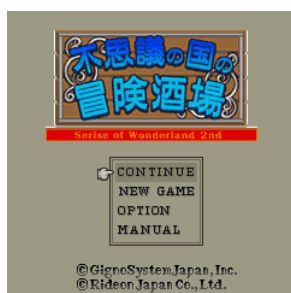 不思議の国の
冒険酒場
Serise of Wonderland 2nd
CONTINUE
NEW GAME
OPTION
MANUAL
©GignoSystemJapan,Inc.
©Rideon Japan Co.,Ltd.